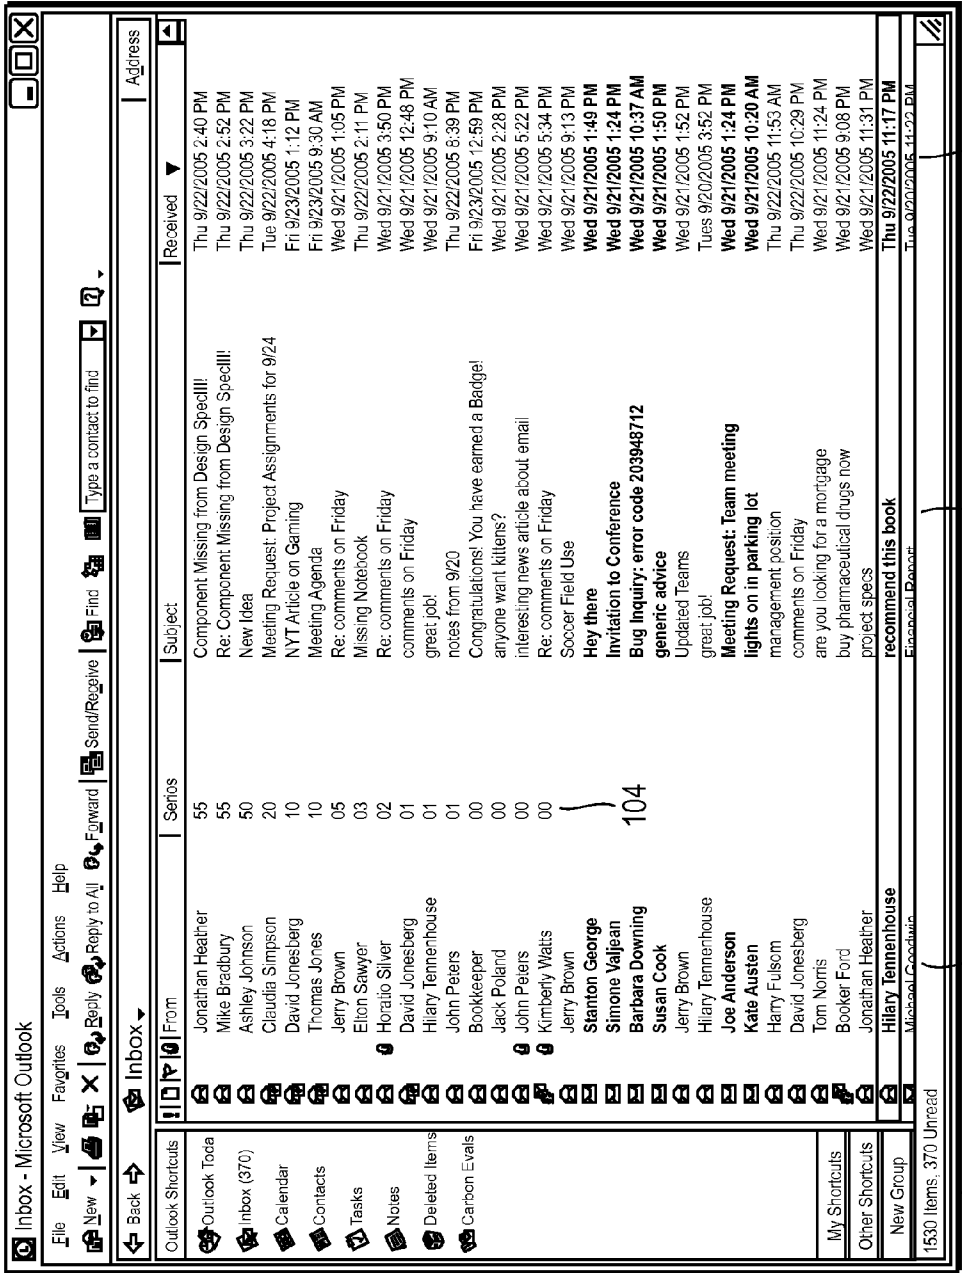 Inbox - Microsoft Outlook
File Edit View Favorites Tools Actions Help
New Reply Reply to All Forward Send/Receive Find Type a contact to find
Back Inbox Address
Outlook Shortcuts
Outlook Toda
Inbox (370)
Calendar
Contacts
Tasks
Notes
Deleted Items
Carbon Evals
My Shortcuts
Other Shortcuts
New Group
! From Serios Subject Received
Jonathan Heather 55 Component Missing from Design Speclll! Thu 9/22/2005 2:40 PM
Mike Bradbury 55 Re: Component Missing from Design Speclll! Thu 9/22/2005 2:52 PM
Ashley Johnson 50 New Idea Thu 9/22/2005 3:22 PM
Claudia Simpson 20 Meeting Request: Project Assignments for 9/24 Tue 9/22/2005 4:18 PM
David Jonesberg 10 NYT Article on Gaming Fri 9/23/2005 1:12 PM
Thomas Jones 10 Meeting Agenda Fri 9/23/2005 9:30 AM
Jerry Brown 05 Re: comments on Friday Wed 9/21/2005 1:05 PM
Elton Sawyer 03 Missing Notebook Thu 9/22/2005 2:11 PM
Horatio Silver 02 Re: comments on Friday Wed 9/21/2005 3:50 PM
David Jonesberg 01 comments on Friday Wed 9/21/2005 12:48 PM
Hilary Tennenhouse 01 great job! Wed 9/21/2005 9:10 AM
John Peters 01 notes from 9/20 Thu 9/22/2005 8:39 PM
Bookkeeper 00 Congratulations! You have earned a Badge! Fri 9/23/2005 12:59 PM
Jack Poland 00 anyone want kittens? Wed 9/21/2005 2:28 PM
John Peters 00 interesting news article about email Wed 9/21/2005 5:22 PM
Kimberly Watts 00 Re: comments on Friday Wed 9/21/2005 5:34 PM
Jerry Brown Soccer Field Use Wed 9/21/2005 9:13 PM
Stanton George Hey there Wed 9/21/2005 1:49 PM
Simone Valjean Invitation to Conference Wed 9/21/2005 1:24 PM
Barbara Downing 104 Bug Inquiry: error code 203948712 Wed 9/21/2005 10:37 AM
Susan Cook generic advice Wed 9/21/2005 1:50 PM
Jerry Brown Updated Teams Wed 9/21/2005 1:52 PM
Hilary Tennenhouse great job! Tues 9/20/2005 3:52 PM
Joe Anderson Meeting Request: Team meeting Wed 9/21/2005 1:24 PM
Kate Austen lights on in parking lot Wed 9/21/2005 10:20 AM
Harry Fulsom management position Thu 9/22/2005 11:53 AM
David Jonesberg comments on Friday Thu 9/22/2005 10:29 PM
Tom Norris are you looking for a mortgage Wed 9/21/2005 11:24 PM
Booker Ford buy pharmaceutical drugs now Wed 9/21/2005 9:08 PM
Jonathan Heather project specs Wed 9/21/2005 11:31 PM
Hilary Tennenhouse recommend this book Thu 9/22/2005 11:17 PM
Michael Goodwin Financial Report Tue 9/20/2005 11:22 PM
1530 Items, 370 Unread